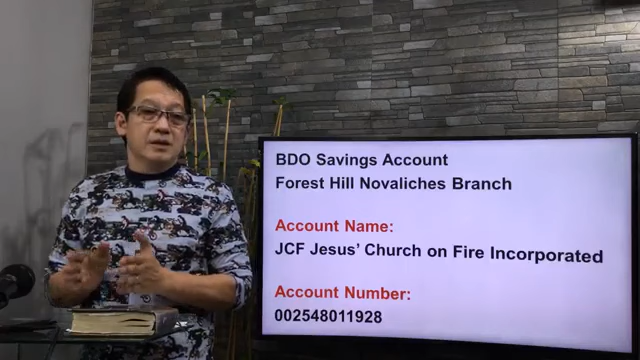 BDO Savings Account
Forest Hill Novaliches Branch
Account Name:
JCF Jesus' Church on Fire Incorporated
Account Number:
002548011928